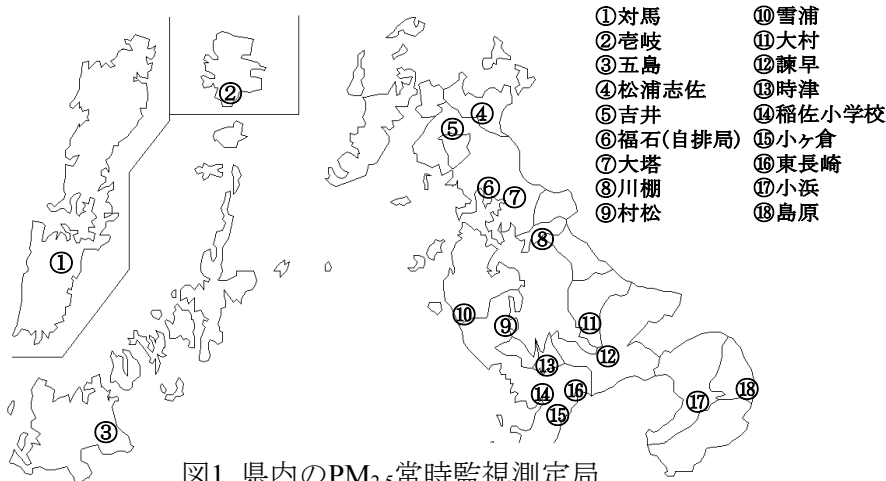 ①対馬
②壱岐
③五島
④松浦志佐
⑤吉井
⑥福石(自排局)
⑦大塔
⑧川棚
⑨村松
⑩雪浦
⑪大村
⑫諫早
⑬時津
⑭稲佐小学校
⑮小ヶ倉
⑯東長崎
⑰小浜
⑱島原
②
④
⑤
⑥
⑦
⑧
①
⑩
⑨
⑪
⑫
⑬
⑭
⑯
⑮
⑰
⑱
③
図1 県内のPM2.5常時監視測定局